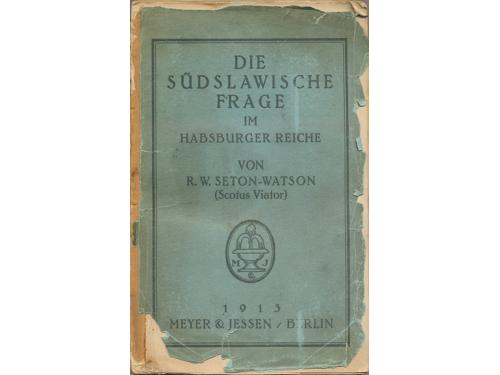 DIE
SÜDSLAWISCHE
FRAGE
IM
HABSBURGER REICHE
VON
R. W. SETON-WATSON
(Scotus Viator)
M J
&
1913
MEYER & JESSEN / BERLIN